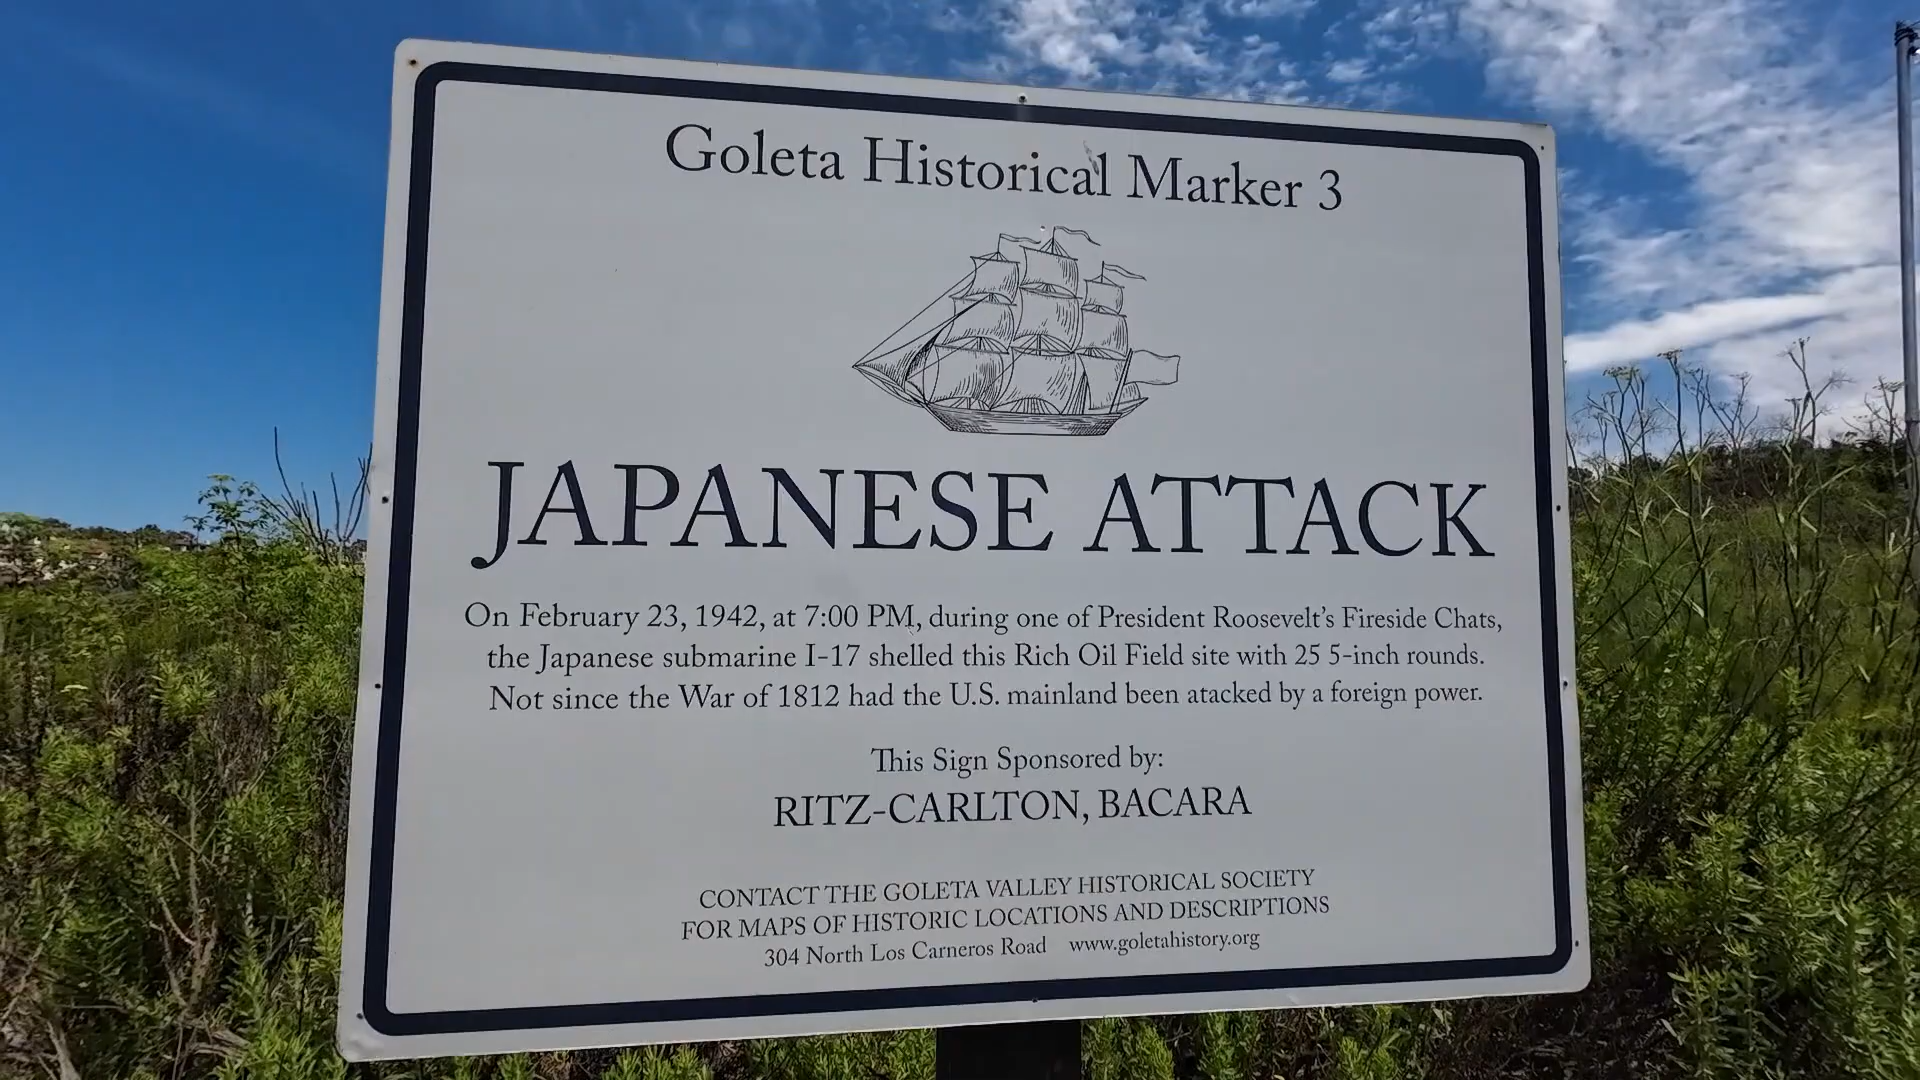 Goleta Historical Marker 3
JAPANESE ATTACK
On February 23, 1942, at 7:00 PM, during one of President Roosevelt's Fireside Chats,
the Japanese submarine I-17 shelled this Rich Oil Field site with 25 5-inch rounds.
Not since the War of 1812 had the U.S. mainland been atacked by a foreign power.
This Sign Sponsored by:
RITZ-CARLTON, BACARA
CONTACT THE GOLETA VALLEY HISTORICAL SOCIETY
FOR MAPS OF HISTORIC LOCATIONS AND DESCRIPTIONS
304 North Los Carneros Road www.goletahistory.org